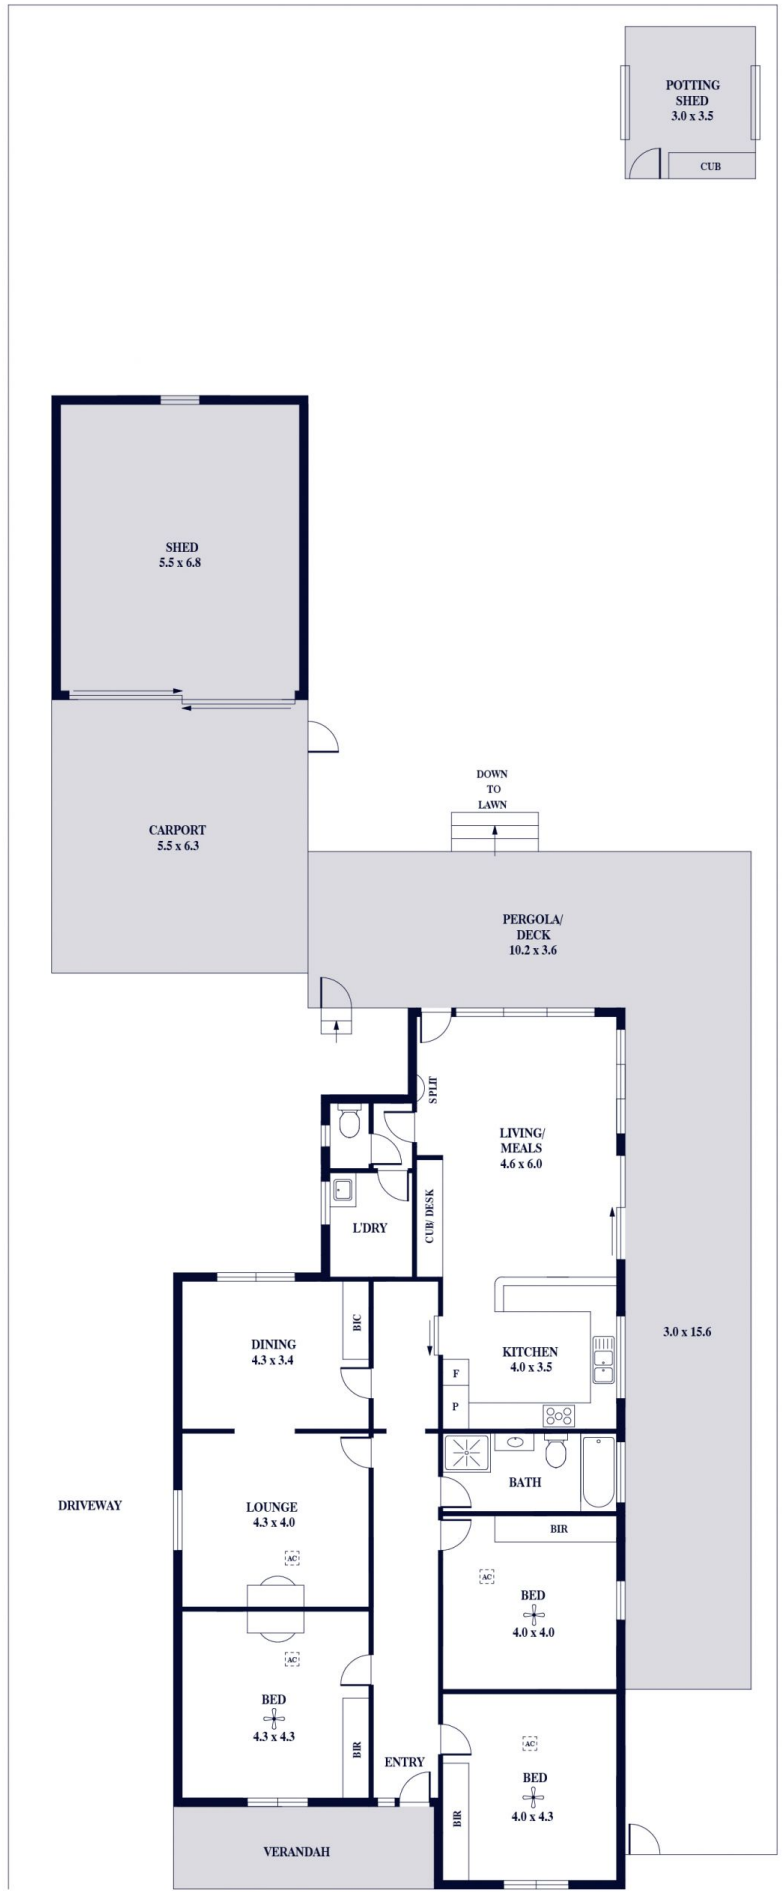 POTTING
SHED
3.0 x 3.5
CUB
SHED
5.5 x 6.8
DOWN
TO
LAWN
CARPORT
5.5 x 6.3
PERGOLA/
DECK
10.2 x 3.6
SPLIT
LIVING/
MEALS
4.6 x 6.0
CUB/ DESK
L'DRY
DINING
4.3 x 3.4
BIC
KITCHEN
4.0 x 3.5
F
P
3.0 x 15.6
BATH
DRIVEWAY
LOUNGE
4.3 x 4.0
AC
BIR
AC
BED
4.0 x 4.0
AC
BED
4.3 x 4.3
BIR
ENTRY
AC
BED
4.0 x 4.3
BIR
VERANDAH